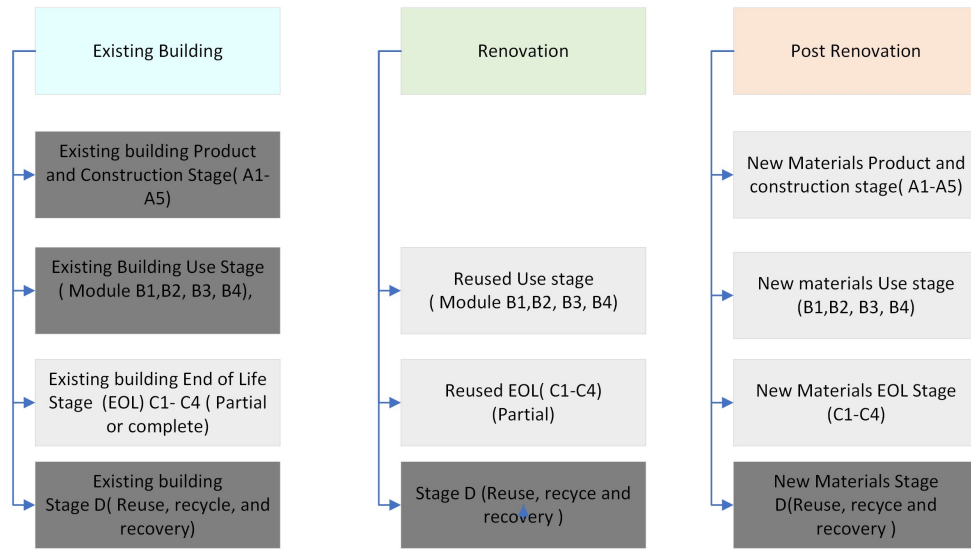 Existing Building
Existing building Product
and Construction Stage( A1-
A5)
Existing Building Use Stage
( Module B1,B2, B3, B4),
Existing building End of Life
Stage  (EOL) C1- C4 ( Partial
or complete)
Existing building
Stage D( Reuse, recycle, and
recovery)
Renovation
Reused Use stage
( Module B1,B2, B3, B4)
Reused EOL( C1-C4)
(Partial)
Stage D (Reuse, recyce and
recovery )
Post Renovation
New Materials Product and
construction stage( A1-A5)
New materials Use stage
(B1,B2, B3, B4)
New Materials EOL Stage
(C1-C4)
New Materials Stage
D(Reuse, recyce and
recovery )